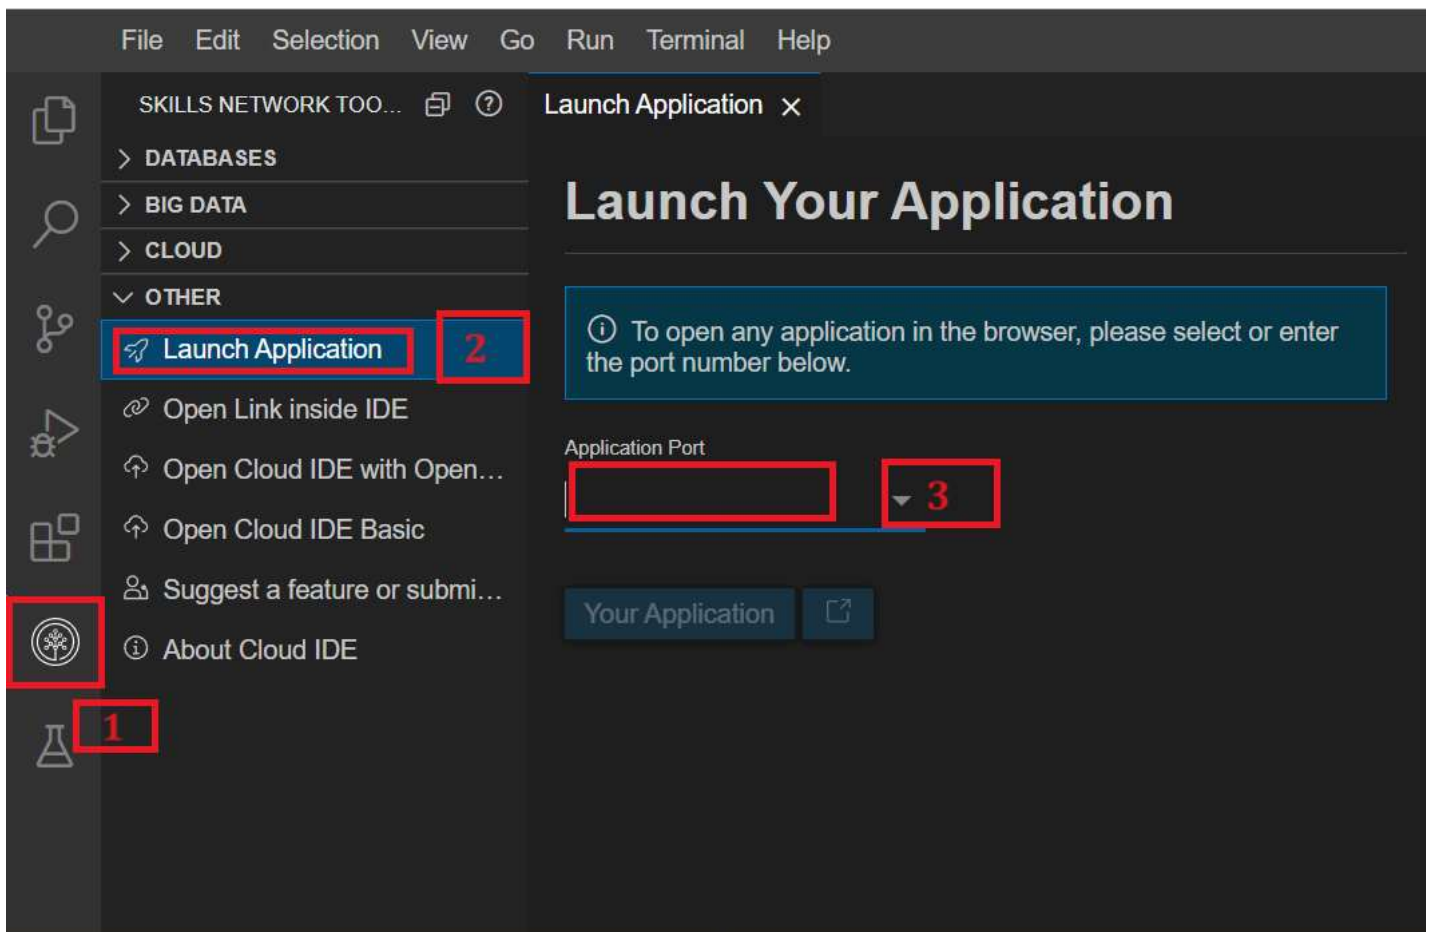 File Edit Selection View Go Run Terminal Help
SKILLS NETWORK TOO...
Launch Application
DATABASES
BIG DATA
CLOUD
OTHER
Launch Application
2
Open Link inside IDE
Open Cloud IDE with Open...
Open Cloud IDE Basic
Suggest a feature or submi...
About Cloud IDE
1
Launch Your Application
To open any application in the browser, please select or enter
the port number below.
Application Port
3
Your Application